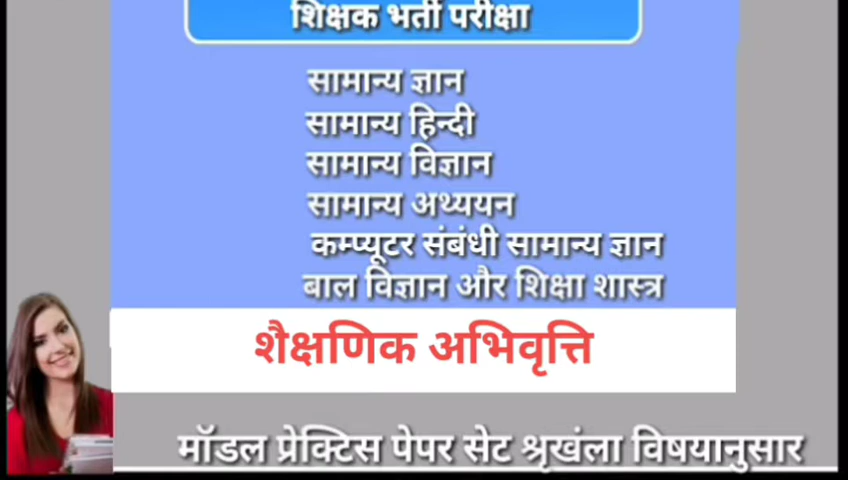 शिक्षक भर्ती परीक्षा
सामान्य ज्ञान
सामान्य हिन्दी
सामान्य विज्ञान
सामान्य अध्ययन
कम्प्यूटर संबंधी सामान्य ज्ञान
बाल विज्ञान और शिक्षा शास्त्र
शैक्षणिक अभिवृत्ति
मॉडल प्रेक्टिस पेपर सेट श्रृखंला विषयानुसार